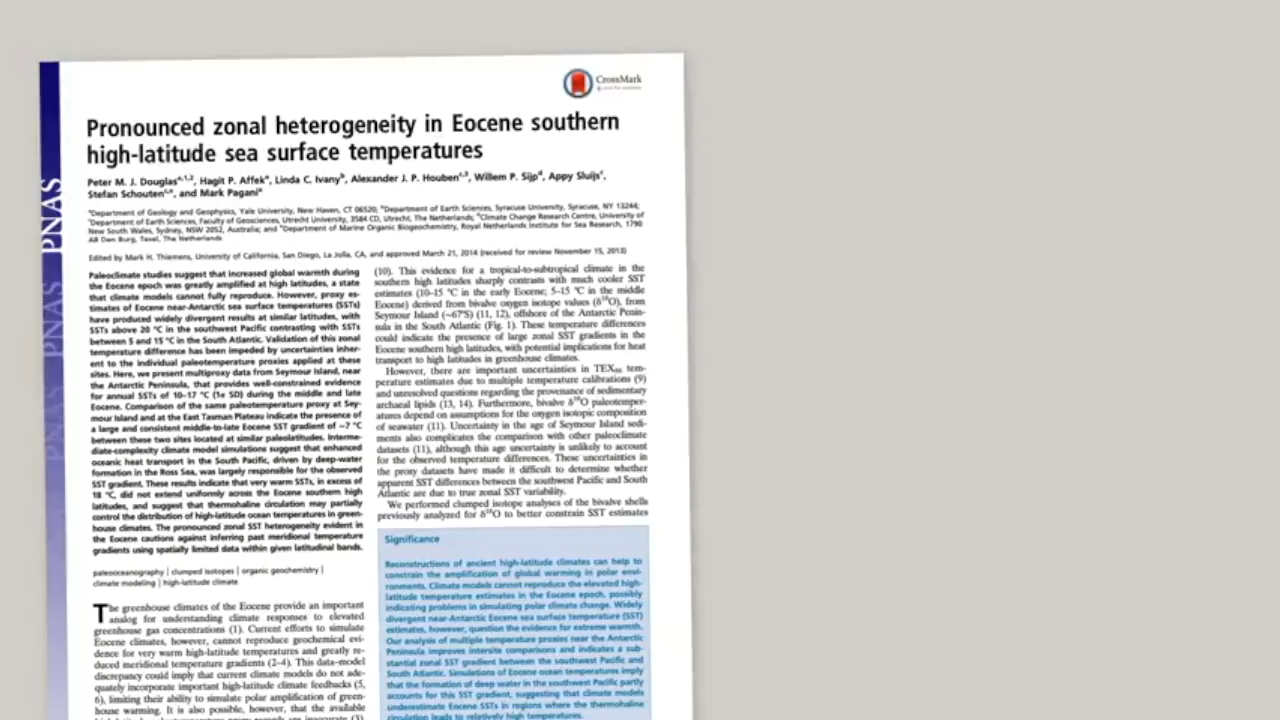 CrossMark
Pronounced zonal heterogeneity in Eocene southern
high-latitude sea surface temperatures
Peter M. J. Douglasa,1,2, Hagit P. Affeka, Linda C. Ivanyb, Alexander J. P. Houbenc,3, Willem P. Sijpd, Appy Sluijsc,
Stefan Schoutenc,e, and Mark Pagania
aDepartment of Geology and Geophysics, Yale University, New Haven, CT 06520; bDepartment of Earth Sciences, Syracuse University, Syracuse, NY 13244;
cDepartment of Earth Sciences, Faculty of Geosciences, Utrecht University, 3584 CD, Utrecht, The Netherlands; dClimate Change Research Centre, University of
New South Wales, Sydney, NSW 2052, Australia; and eDepartment of Marine Organic Biogeochemistry, Royal Netherlands Institute for Sea Research, 1790
AB Den Burg, Texel, The Netherlands
Edited by Mark H. Thiemens, University of California, San Diego, La Jolla, CA, and approved March 21, 2014 (received for review November 15, 2013)
Paleoclimate studies suggest that increased global warmth during
the Eocene epoch was greatly amplified at high latitudes, a state
that climate models cannot fully reproduce. However, proxy es-
timates of Eocene near-Antarctic sea surface temperatures (SSTs)
have produced widely divergent results at similar latitudes, with
SSTs above 20 °C in the southwest Pacific contrasting with SSTs
between 5 and 15 °C in the South Atlantic. Validation of this zonal
temperature difference has been impeded by uncertainties inher-
ent to the individual paleotemperature proxies applied at these
sites. Here, we present multiproxy data from Seymour Island, near
the Antarctic Peninsula, that provides well-constrained evidence
for annual SSTs of 10–17 °C (1σ SD) during the middle and late
Eocene. Comparison of the same paleotemperature proxy at Sey-
mour Island and at the East Tasman Plateau indicate the presence of
a large and consistent middle-to-late Eocene SST gradient of ~7 °C
between these two sites located at similar paleolatitudes. Interme-
diate-complexity climate model simulations suggest that enhanced
oceanic heat transport in the South Pacific, driven by deep-water
formation in the Ross Sea, was largely responsible for the observed
SST gradient. These results indicate that very warm SSTs, in excess of
18 °C, did not extend uniformly across the Eocene southern high
latitudes, and suggest that thermohaline circulation may partially
control the distribution of high-latitude ocean temperatures in green-
house climates. The pronounced zonal SST heterogeneity evident in
the Eocene cautions against inferring past meridional temperature
gradients using spatially limited data within given latitudinal bands.
paleoceanography | clumped isotopes | organic geochemistry |
climate modeling | high-latitude climate
The greenhouse climates of the Eocene provide an important
analog for understanding climate responses to elevated
greenhouse gas concentrations (1). Current efforts to simulate
Eocene climates, however, cannot reproduce geochemical evi-
dence for very warm high-latitude temperatures and greatly re-
duced meridional temperature gradients (2–4). This data–model
discrepancy could imply that current climate models do not ade-
quately incorporate important high-latitude climate feedbacks (5,
6), limiting their ability to simulate polar amplification of green-
house warming. It is also possible, however, that the available
(10). This evidence for a tropical-to-subtropical climate in the
southern high latitudes sharply contrasts with much cooler SST
estimates (10–15 °C in the early Eocene; 5–15 °C in the middle
Eocene) derived from bivalve oxygen isotope values (δ18O), from
Seymour Island (~67°S) (11, 12), offshore of the Antarctic Penin-
sula in the South Atlantic (Fig. 1). These temperature differences
could indicate the presence of large zonal SST gradients in the
Eocene southern high latitudes, with potential implications for heat
transport to high latitudes in greenhouse climates.
However, there are important uncertainties in TEX86 tem-
perature estimates due to multiple temperature calibrations (9)
and unresolved questions regarding the provenance of sedimentary
archaeal lipids (13, 14). Furthermore, bivalve δ18O paleotemper-
atures depend on assumptions for the oxygen isotopic composition
of seawater (11). Uncertainty in the age of Seymour Island sedi-
ments also complicates the comparison with other paleoclimate
datasets (11), although this age uncertainty is unlikely to account
for the observed temperature differences. These uncertainties in
the proxy datasets have made it difficult to determine whether
apparent SST differences between the southwest Pacific and South
Atlantic are due to true zonal SST variability.
We performed clumped isotope analyses of the bivalve shells
previously analyzed for δ18O to better constrain SST estimates
Significance
Reconstructions of ancient high-latitude climates can help to
constrain the amplification of global warming in polar envi-
ronments. Climate models cannot reproduce the elevated high-
latitude temperature estimates in the Eocene epoch, possibly
indicating problems in simulating polar climate change. Widely
divergent near-Antarctic Eocene sea surface temperature (SST)
estimates, however, question the evidence for extreme warmth.
Our analysis of multiple temperature proxies near the Antarctic
Peninsula improves intersite comparisons and indicates a sub-
stantial zonal SST gradient between the southwest Pacific and
South Atlantic. Simulations of Eocene ocean temperatures imply
that the formation of deep water in the southwest Pacific partly
accounts for this SST gradient, suggesting that climate models
underestimate Eocene SSTs in regions where the thermohaline
circulation leads to relatively high temperatures.
PNAS
PNAS
PNAS